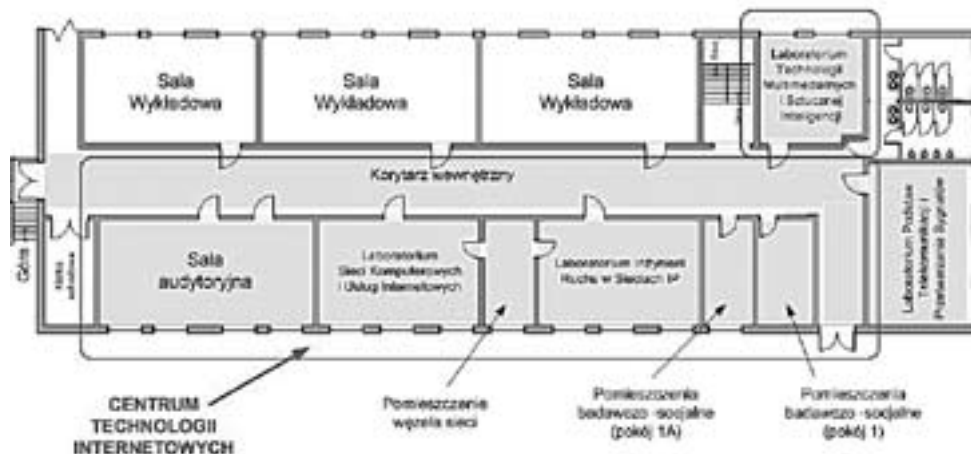 Sala
Wykładowa
Sala
Wykładowa
Sala
Wykładowa
Laboratorium
Technologii
Multimedialnych
i Sztucznej
Inteligencji
Korytarz wewnętrzny
Góra
Sala
audytoryjna
Laboratorium
Sieci Komputerowych
i Usług Internetowych
Laboratorium Inżynierii
Ruchu w Sieciach IP
Laboratorium Podstaw
Telekomunikacji i
Przetwarzania Sygnałów
CENTRUM
TECHNOLOGII
INTERNETOWYCH
Pomieszczenie
węzła sieci
Pomieszczenia
badawczo -socjalne
(pokój 1A)
Pomieszczenia
badawczo -socjalne
(pokój 1)